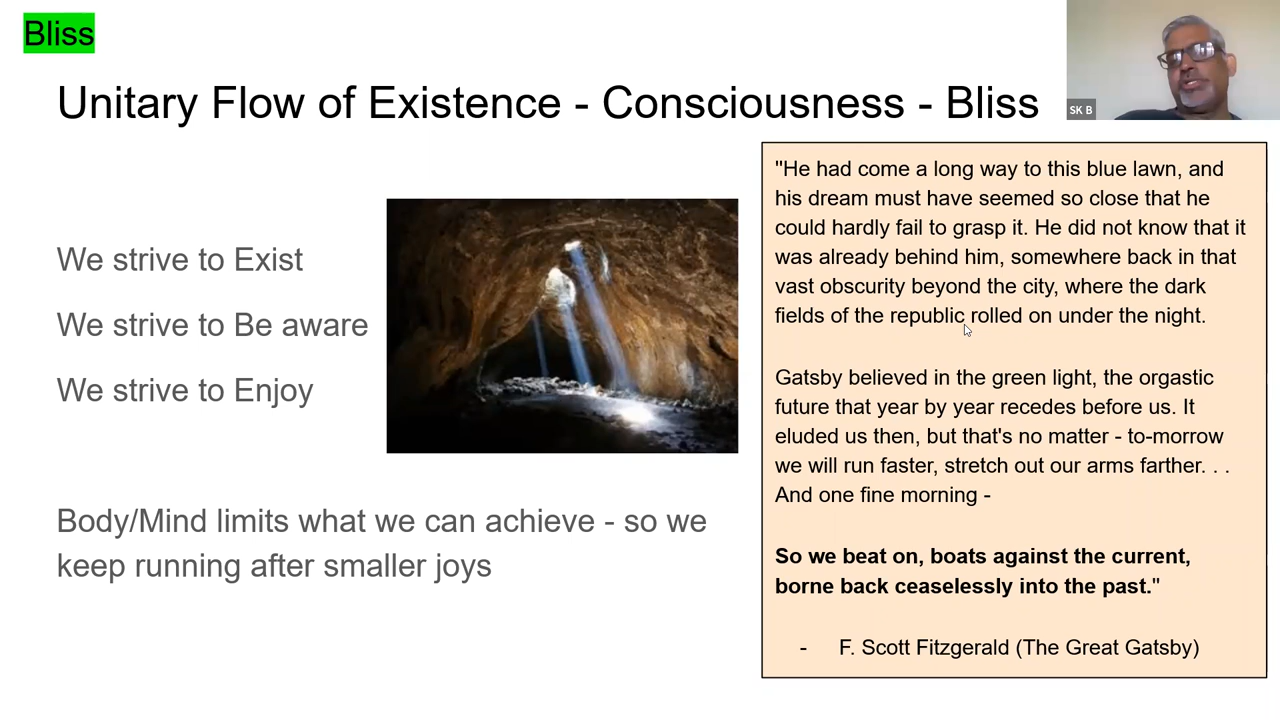 Bliss
Unitary Flow of Existence - Consciousness - Bliss
SK B
We strive to Exist
We strive to Be aware
We strive to Enjoy
Body/Mind limits what we can achieve - so we
keep running after smaller joys
"He had come a long way to this blue lawn, and
his dream must have seemed so close that he
could hardly fail to grasp it. He did not know that it
was already behind him, somewhere back in that
vast obscurity beyond the city, where the dark
fields of the republic rolled on under the night.
Gatsby believed in the green light, the orgastic
future that year by year recedes before us. It
eluded us then, but that's no matter - to-morrow
we will run faster, stretch out our arms farther. . .
And one fine morning -
So we beat on, boats against the current,
borne back ceaselessly into the past."
- F. Scott Fitzgerald (The Great Gatsby)